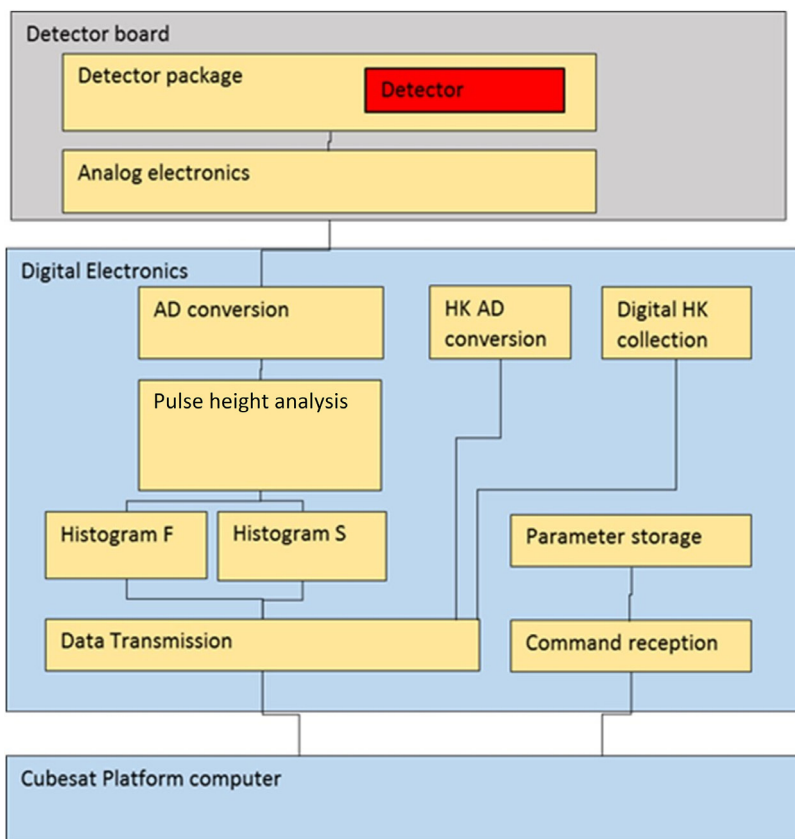 Detector board
Detector package
Detector
Analog electronics
Digital Electronics
AD conversion
HK AD
conversion
Digital HK
collection
Pulse height analysis
Histogram F
Histogram S
Parameter storage
Data Transmission
Command reception
Cubesat Platform computer